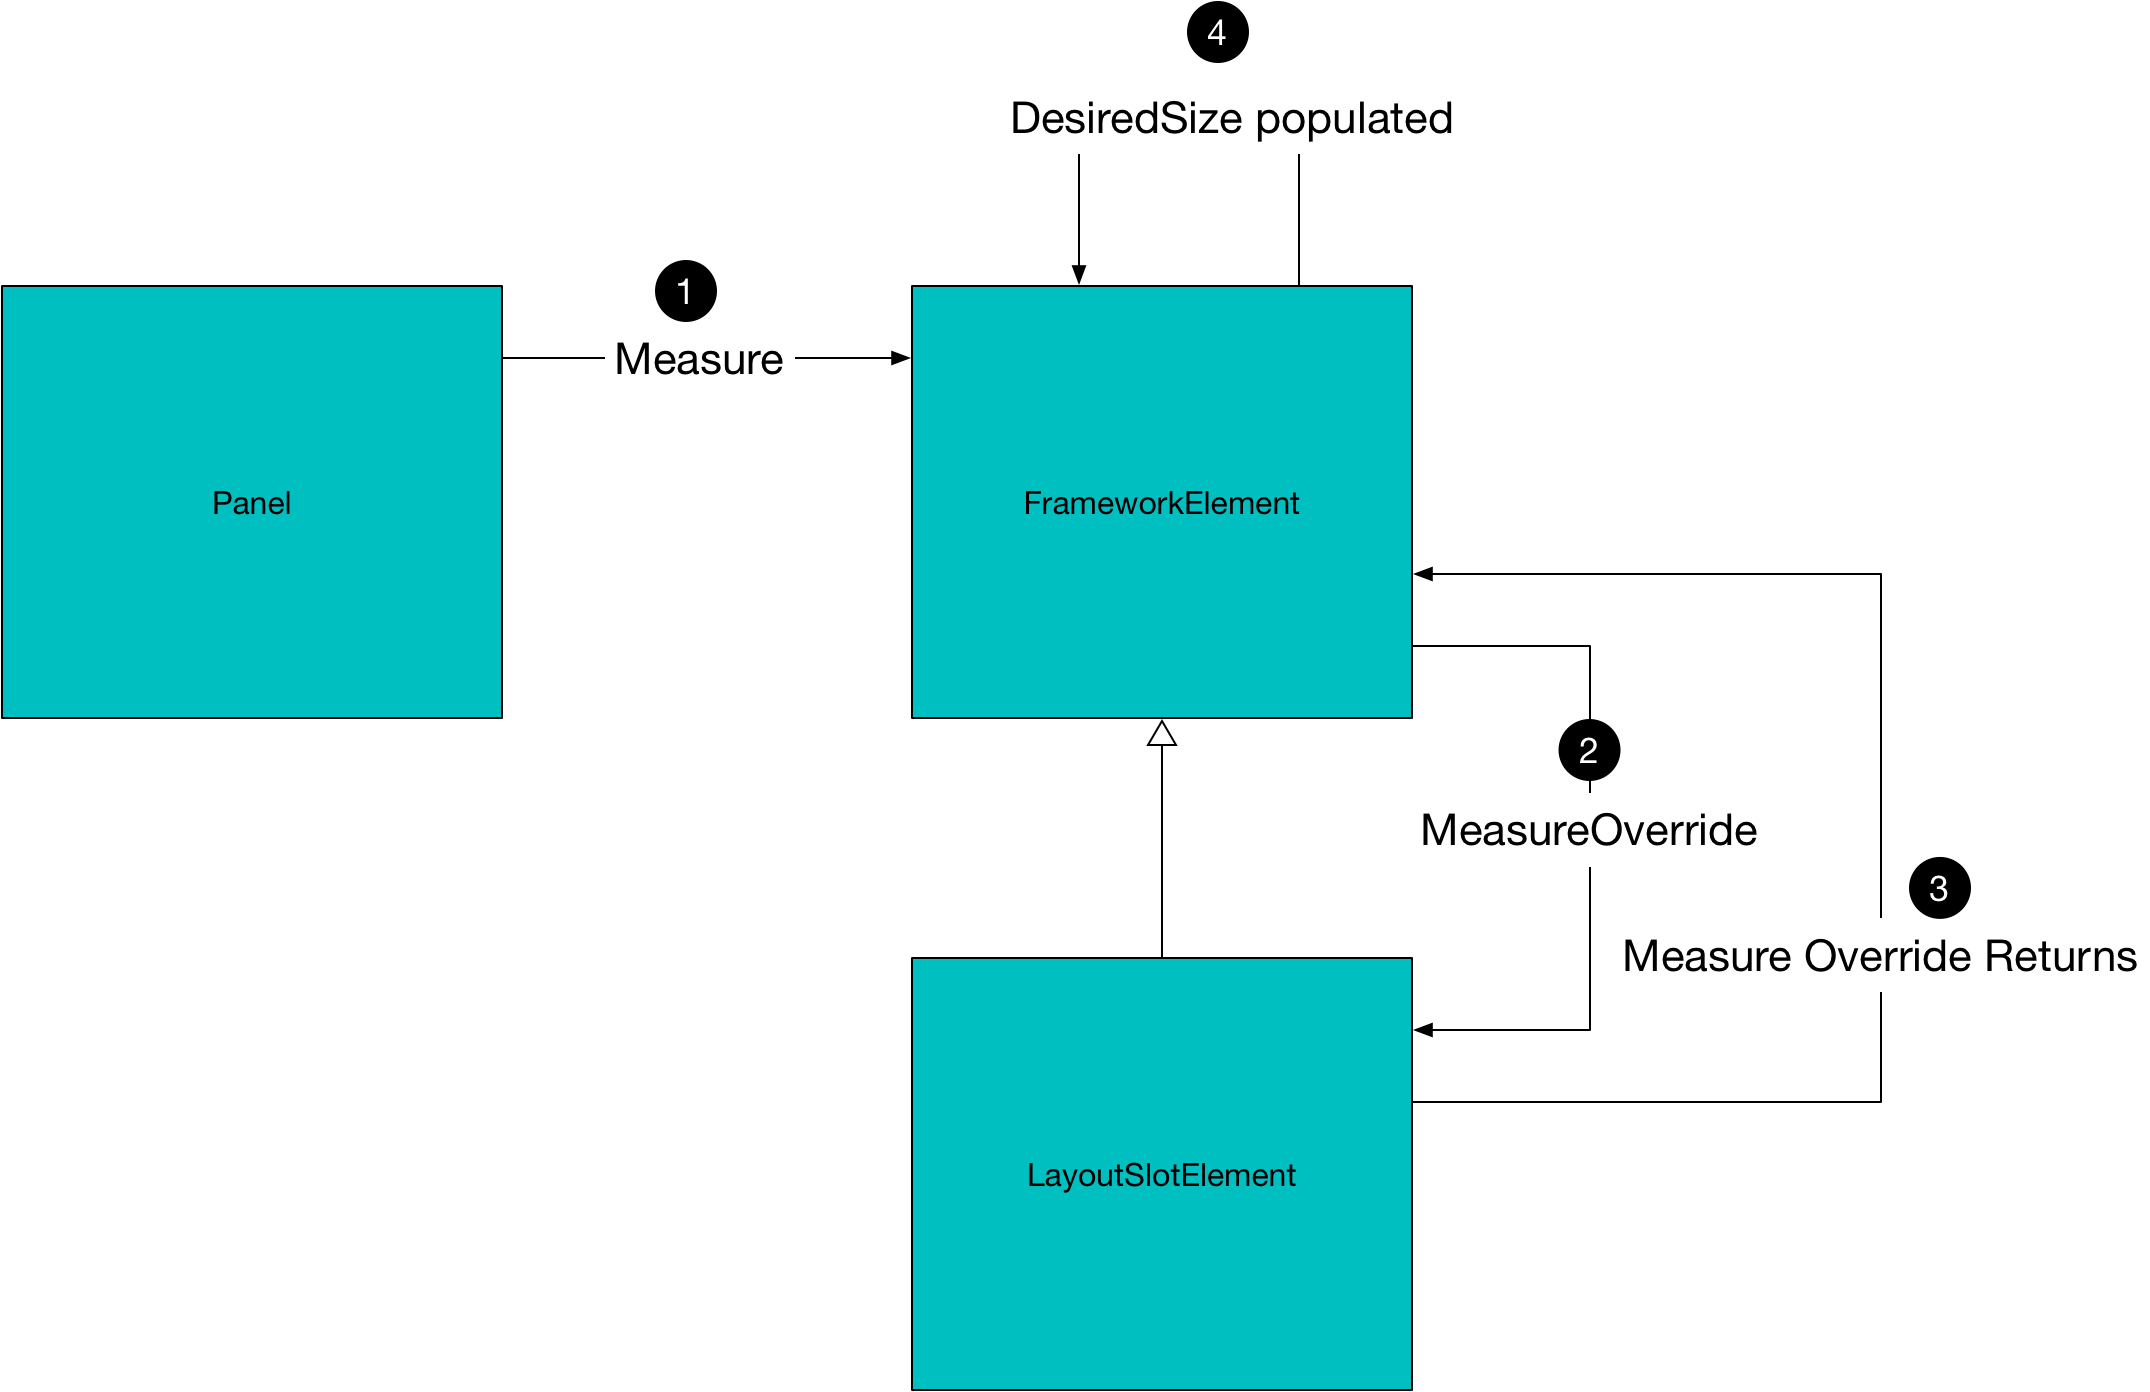 4
DesiredSize populated
1
Measure
Panel
FrameworkElement
2
MeasureOverride
3
Measure Override Returns
LayoutSlotElement